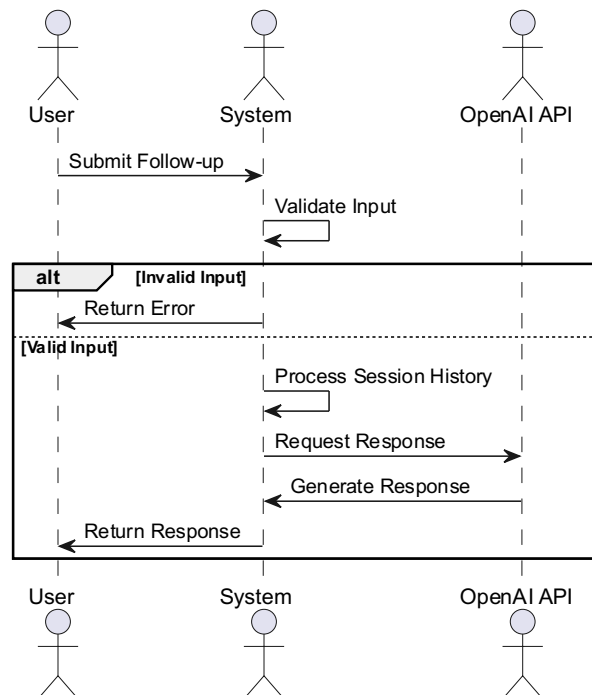 User System OpenAI API
Submit Follow-up
Validate Input
alt [Invalid Input]
Return Error
[Valid Input]
Process Session History
Request Response
Generate Response
Return Response
User System OpenAI API